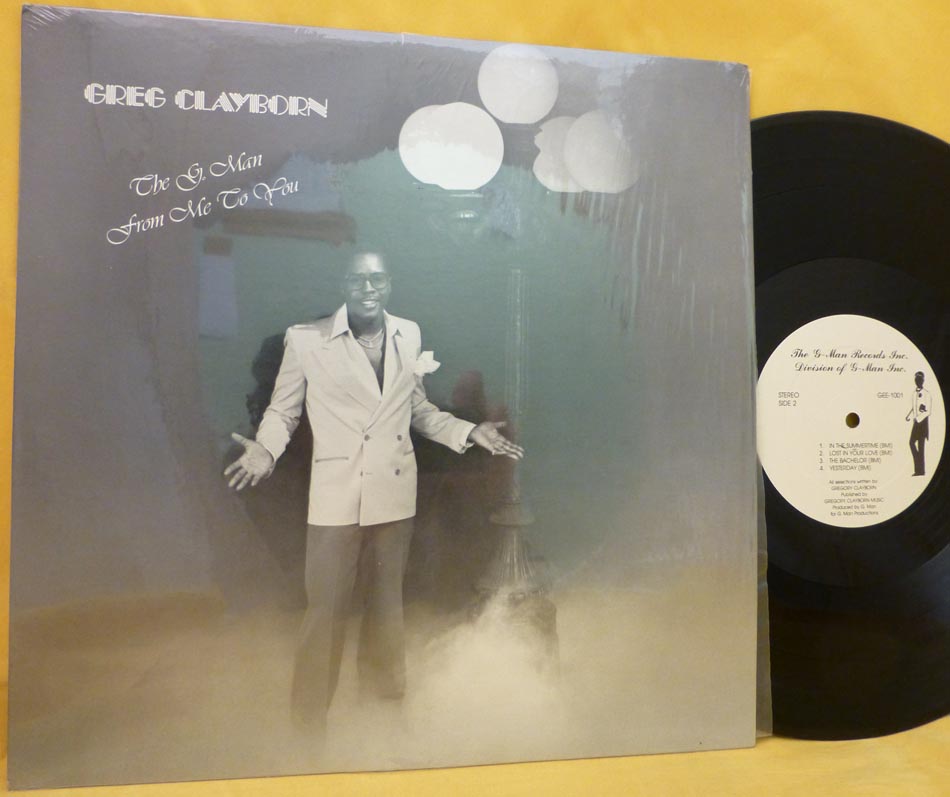 GREG CLAYBORN
The G. Man
From Me To You
The G-Man Records Inc.
Division of G-Man Inc.
STEREO
SIDE 2
GEE-1001
1. IN THE SUMMERTIME (BMI)
2. LOST IN YOUR LOVE (BMI)
3. THE BACHELOR (BMI)
4. YESTERDAY (BMI)
All selections written by
GREGORY CLAYBORN
Published by
GREGORY CLAYBORN MUSIC
Produced by G. Man
by G. Man Productions